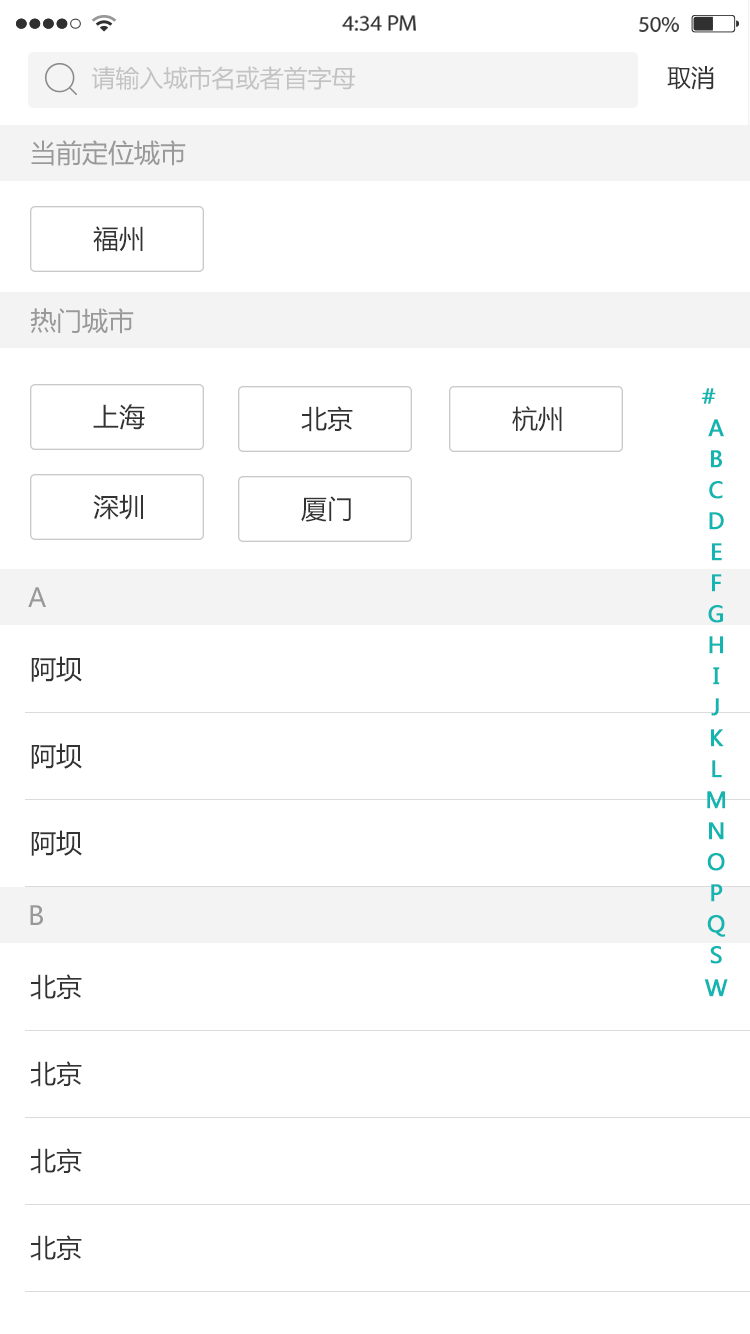 4:34 PM 50%
请输入城市名或者首字母 取消
当前定位城市
福州
热门城市
上海 北京 杭州
深圳 厦门
#
A
B
C
D
E
F
G
H
I
J
K
L
M
N
O
P
Q
S
W
A
阿坝
阿坝
阿坝
B
北京
北京
北京
北京